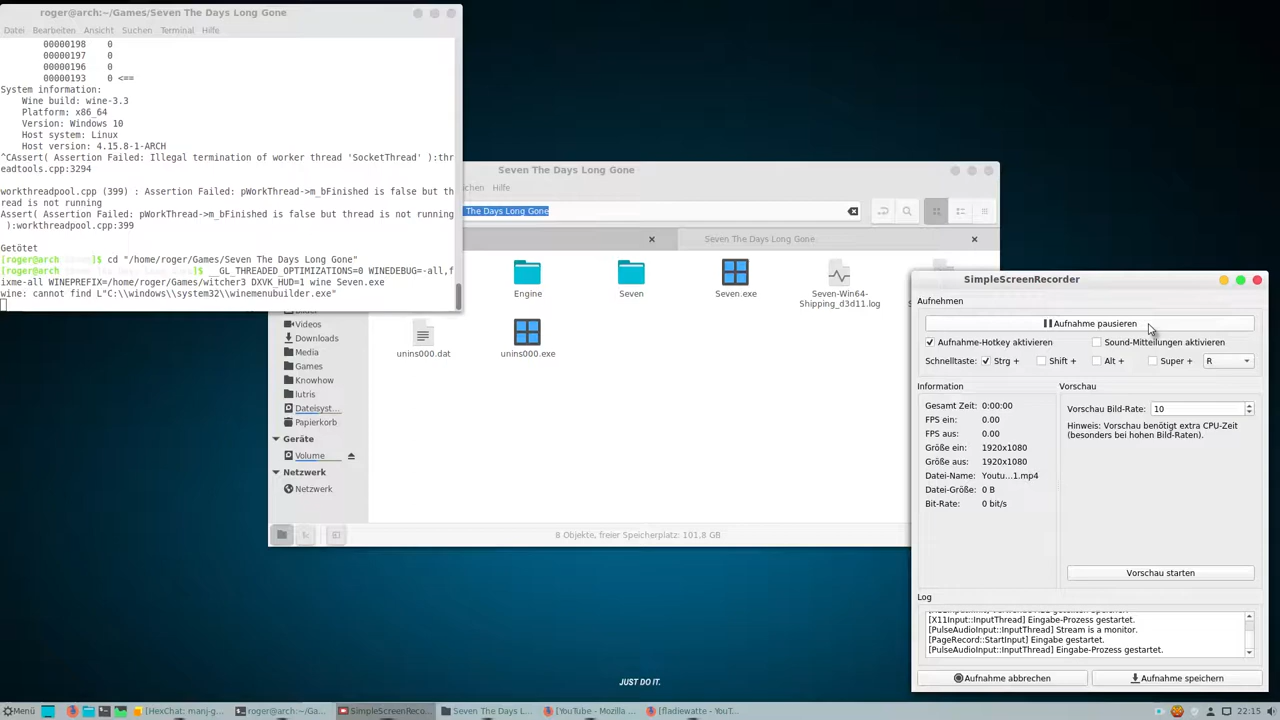 roger@arch:~/Games/Seven The Days Long Gone
Datei Bearbeiten Ansicht Suchen Terminal Hilfe
00000198 0
00000197 0
00000196 0
00000193 0 <==
System information:
Wine build: wine-3.3
Platform: x86_64
Version: Windows 10
Host system: Linux
Host version: 4.15.8-1-ARCH
^CAssert( Assertion Failed: Illegal termination of worker thread 'SocketThread' ):thr
eadtools.cpp:3294
workthreadpool.cpp (399) : Assertion Failed: pWorkThread->m_bFinished is false but th
read is not running
Assert( Assertion Failed: pWorkThread->m_bFinished is false but thread is not running
):workthreadpool.cpp:399
Getötet
[roger@arch ]$ cd "/home/roger/Games/Seven The Days Long Gone"
[roger@arch ]$ __GL_THREADED_OPTIMIZATIONS=0 WINEDEBUG=-all,f
ixme-all WINEPREFIX=/home/roger/Games/witcher3 DXVK_HUD=1 wine Seven.exe
wine: cannot find L"C:\\windows\\system32\\winemenubuilder.exe"
Seven The Days Long Gone
chen Hilfe
The Days Long Gone
Seven The Days Long Gone
Engine
Seven
Seven.exe
Seven-Win64-
Shipping_d3d11.log
unins000.dat
unins000.exe
Videos
Downloads
Media
Games
Knowhow
lutris
Dateisyst...
Papierkorb
Geräte
Volume
Netzwerk
Netzwerk
8 Objekte, freier Speicherplatz: 101,8 GB
SimpleScreenRecorder
Aufnehmen
Aufnahme pausieren
Aufnahme-Hotkey aktivieren Sound-Mitteilungen aktivieren
Schnelltaste: Strg + Shift + Alt + Super + R
Information
Gesamt Zeit: 0:00:00
FPS ein: 0.00
FPS aus: 0.00
Größe ein: 1920x1080
Größe aus: 1920x1080
Datei-Name: Youtu...1.mp4
Datei-Größe: 0 B
Bit-Rate: 0 bit/s
Vorschau
Vorschau Bild-Rate: 10
Hinweis: Vorschau benötigt extra CPU-Zeit
(besonders bei hohen Bild-Raten).
Vorschau starten
Log
[X11Input::InputThread] Eingabe-Prozess gestartet.
[PulseAudioInput::InputThread] Stream is a monitor.
[PageRecord::StartInput] Eingabe gestartet.
[PulseAudioInput::InputThread] Eingabe-Prozess gestartet.
Aufnahme abbrechen Aufnahme speichern
JUST DO IT.
Menü
[HexChat: manj-g...
roger@arch:~/Ga...
SimpleScreenReco...
Seven The Days L...
[YouTube - Mozilla ...
[fladiewatte - YouT...
22:15